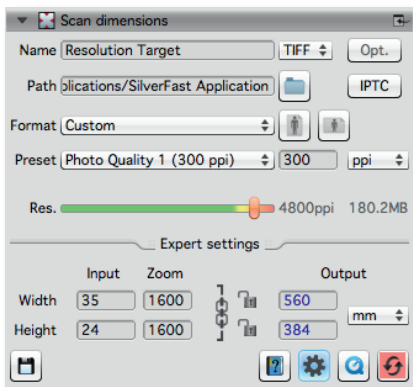 Scan dimensions
Name Resolution Target TIFF Opt.
Path plications/SilverFast Application IPTC
Format Custom
Preset Photo Quality 1 (300 ppi) 300 ppi
Res. 4800ppi 180.2MB
Expert settings
Input Zoom Output
Width 35 1600 560
mm
Height 24 1600 384
?